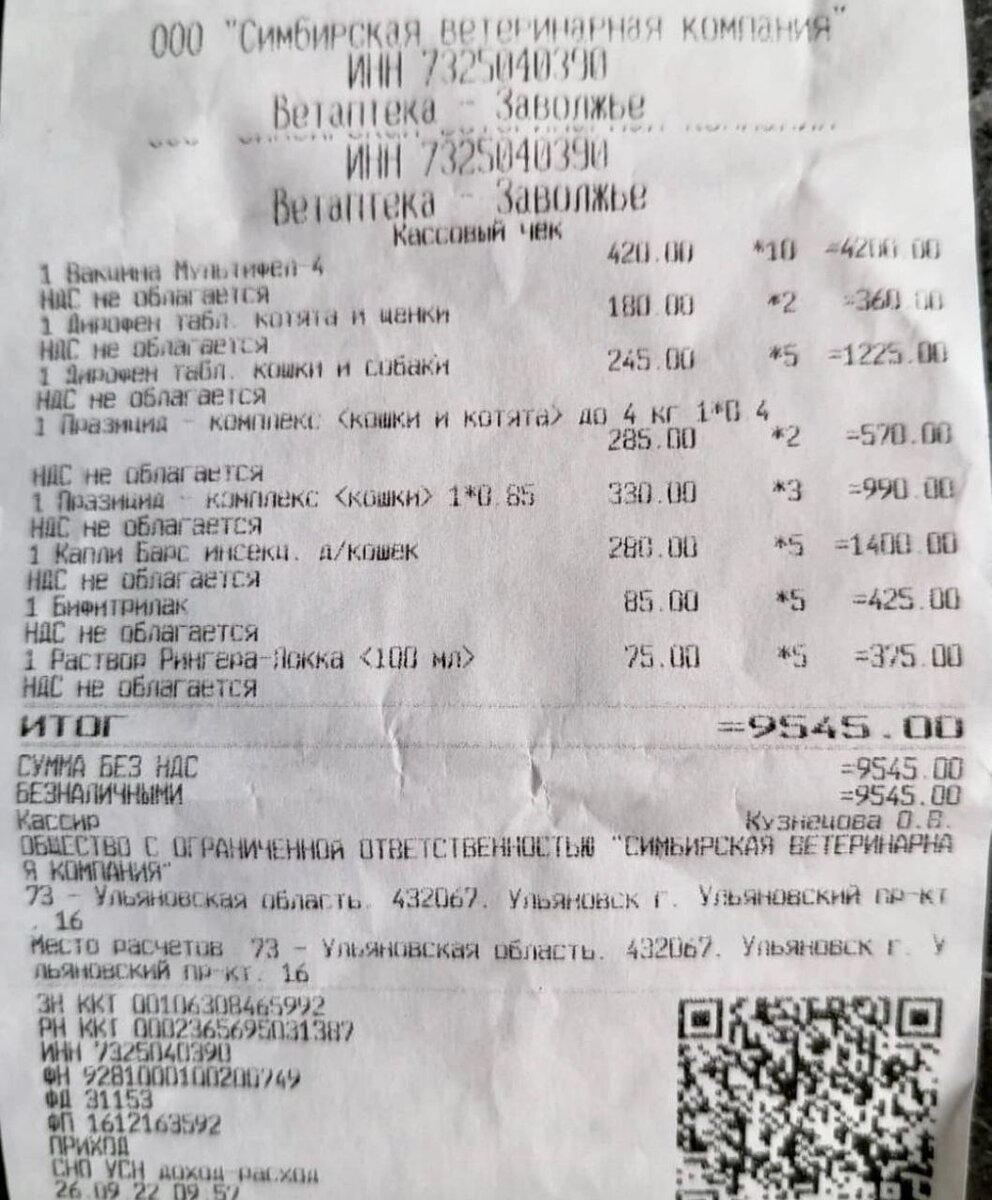 ООО "Симбирская ветеринарная компания"
ИНН 7325040390
Ветаптека - Заволжье
ИНН 7325040390
Ветаптека - Заволжье
Кассовый чек
1 Вакцина Мультифел-4 420.00 *10 =4200.00
НДС не облагается
1 Дирофен табл. котята и щенки 180.00 *2 =360.00
НДС не облагается
1 Дирофен табл. кошки и собаки 245.00 *5 =1225.00
НДС не облагается
1 Празицид - комплекс <кошки и котята> до 4 кг 1*0.4
285.00 *2 =570.00
НДС не облагается
1 Празицид - комплекс <кошки> 1*0.85 330.00 *3 =990.00
НДС не облагается
1 Капли Барс инсекц. д/кошек 280.00 *5 =1400.00
НДС не облагается
1 Бифитрилак 85.00 *5 =425.00
НДС не облагается
1 Раствор Рингера-Локка <100 мл> 75.00 *5 =375.00
НДС не облагается
ИТОГ =9545.00
СУММА БЕЗ НДС =9545.00
БЕЗНАЛИЧНЫМИ =9545.00
Кассир Кузнецова О.В.
ОБЩЕСТВО С ОГРАНИЧЕННОЙ ОТВЕТСТВЕННОСТЬЮ "СИМБИРСКАЯ ВЕТЕРИНАРНА
Я КОМПАНИЯ"
73 - Ульяновская область, 432067, Ульяновск г, Ульяновский пр-кт
, 16
Место расчетов 73 - Ульяновская область, 432067, Ульяновск г, У
льяновский пр-кт, 16
ЗН ККТ 00106308465992
РН ККТ 0002365695031387
ИНН 7325040390
ФН 9281000100200749
ФД 31153
ФП 1612163592
ПРИХОД
СНО УСН доход-расход
26.09.22 09:57